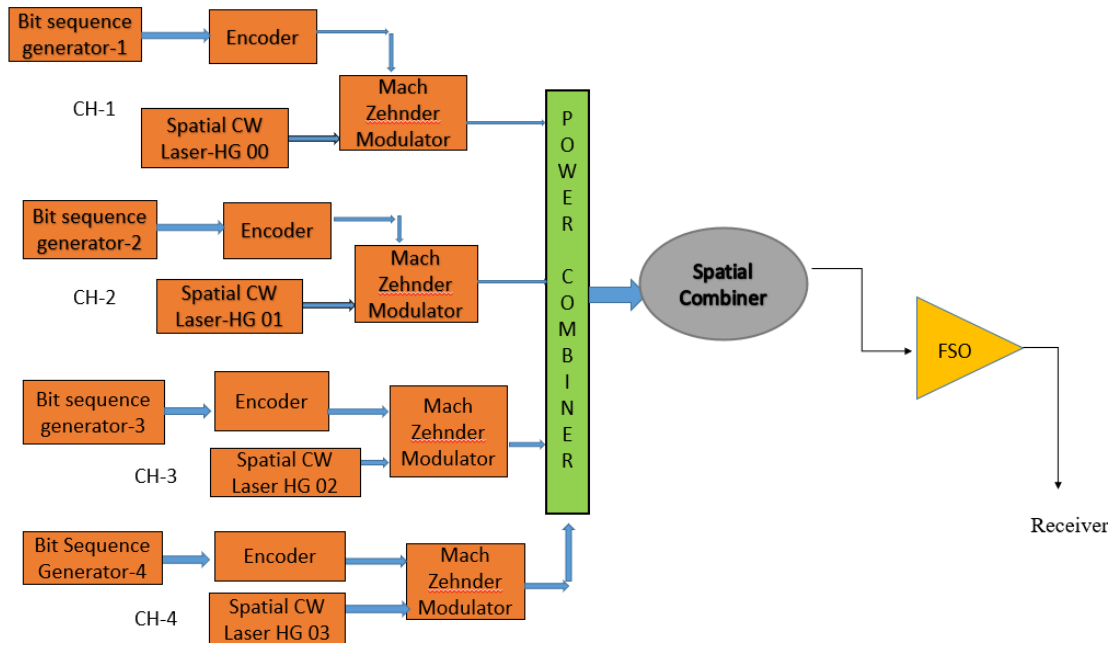 Bit sequence
generator-1
Encoder
Mach
Zehnder
Modulator
CH-1
Spatial CW
Laser-HG 00
Bit sequence
generator-2
Encoder
Mach
Zehnder
Modulator
CH-2
Spatial CW
Laser-HG 01
Bit sequence
generator-3
Encoder
Mach
Zehnder
Modulator
CH-3
Spatial CW
Laser HG 02
Bit Sequence
Generator-4
Encoder
Mach
Zehnder
Modulator
CH-4
Spatial CW
Laser HG 03
POWER COMBINER
Spatial
Combiner
FSO
Receiver